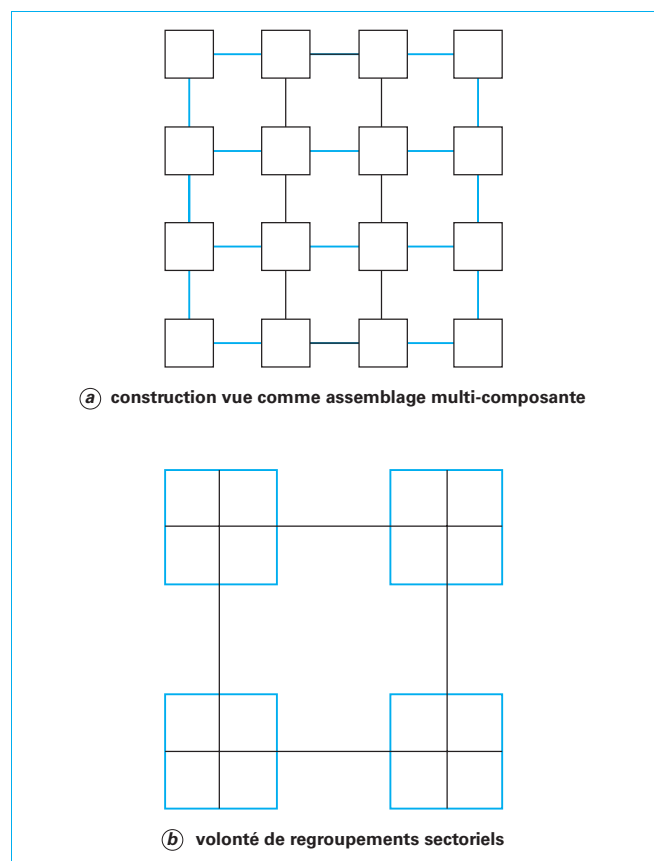 a construction vue comme assemblage multi-composante
b volonté de regroupements sectoriels